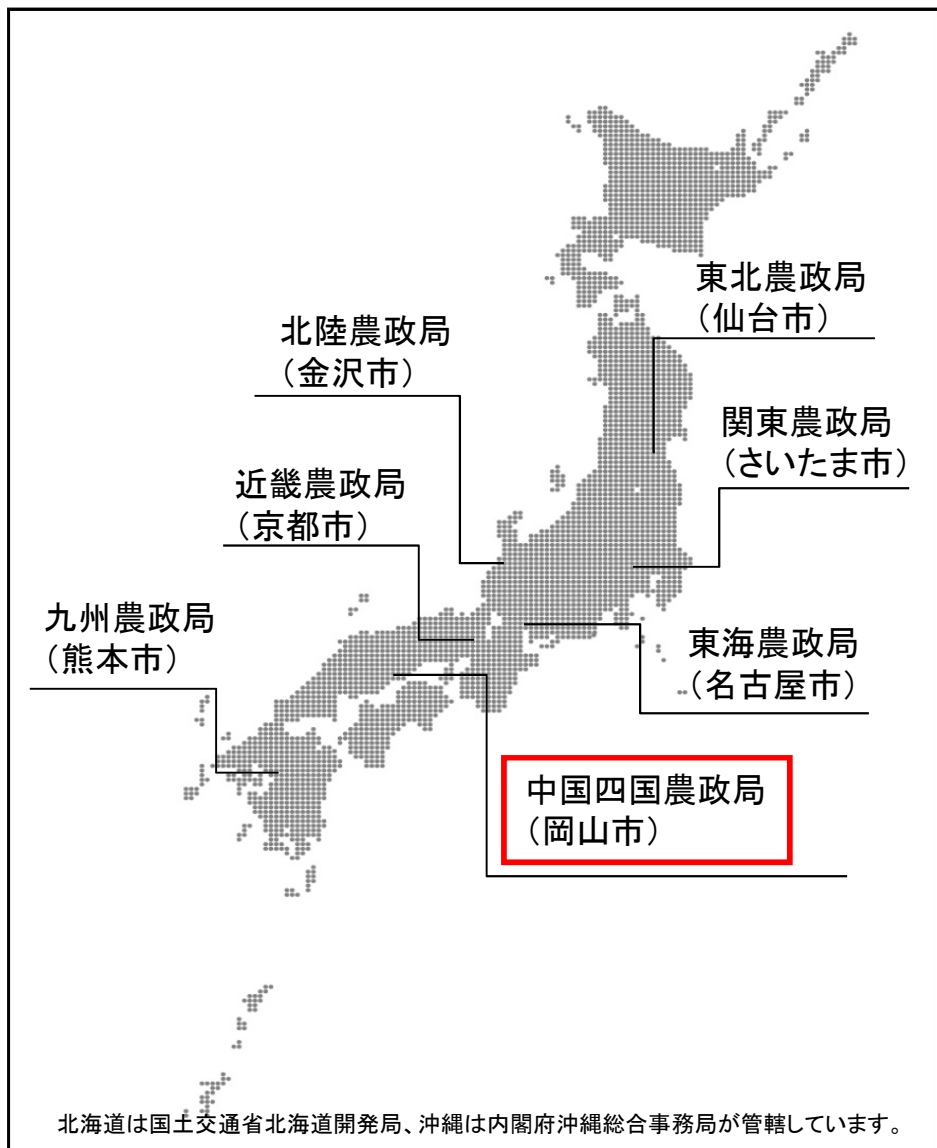 東北農政局
（仙台市）
北陸農政局
（金沢市）
関東農政局
（さいたま市）
近畿農政局
（京都市）
九州農政局
（熊本市）
東海農政局
（名古屋市）
中国四国農政局
（岡山市）
北海道は国土交通省北海道開発局、沖縄は内閣府沖縄総合事務局が管轄しています。